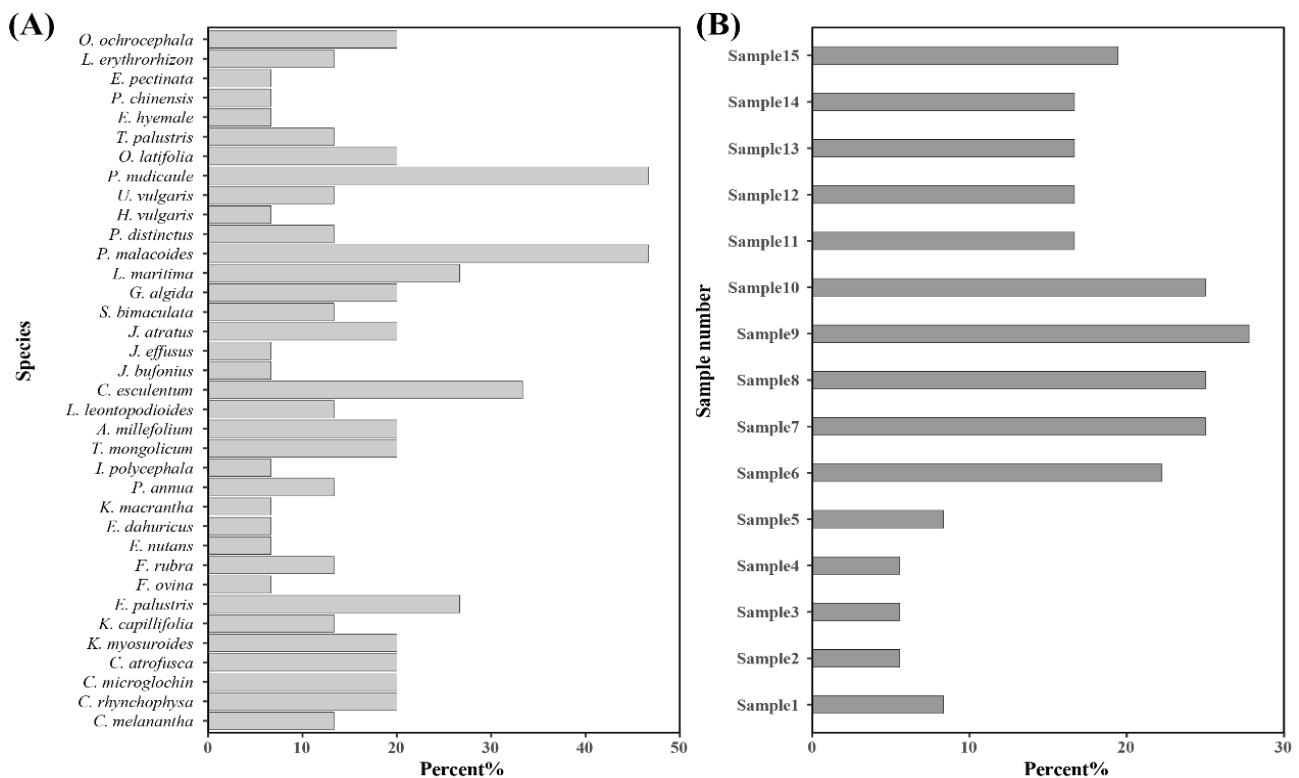 (A)
Species
O. ochrocephala
L. erythrorhizon
E. pectinata
P. chinensis
E. hyemale
T. palustris
O. latifolia
P. nudicaule
U. vulgaris
H. vulgaris
P. distinctus
P. malacoides
L. maritima
G. algida
S. bimaculata
J. atratus
J. effusus
J. bufonius
C. esculentum
L. leontopodioides
A. millefolium
T. mongolicum
I. polycephala
P. annua
K. macrantha
E. dahuricus
E. nutans
F. rubra
F. ovina
E. palustris
K. capillifolia
K. myosuroides
C. atrofusca
C. microglochin
C. rhynchophysa
C. melanantha
0 10 20 30 40 50
Percent%
(B)
Sample number
Sample15
Sample14
Sample13
Sample12
Sample11
Sample10
Sample9
Sample8
Sample7
Sample6
Sample5
Sample4
Sample3
Sample2
Sample1
0 10 20 30
Percent%